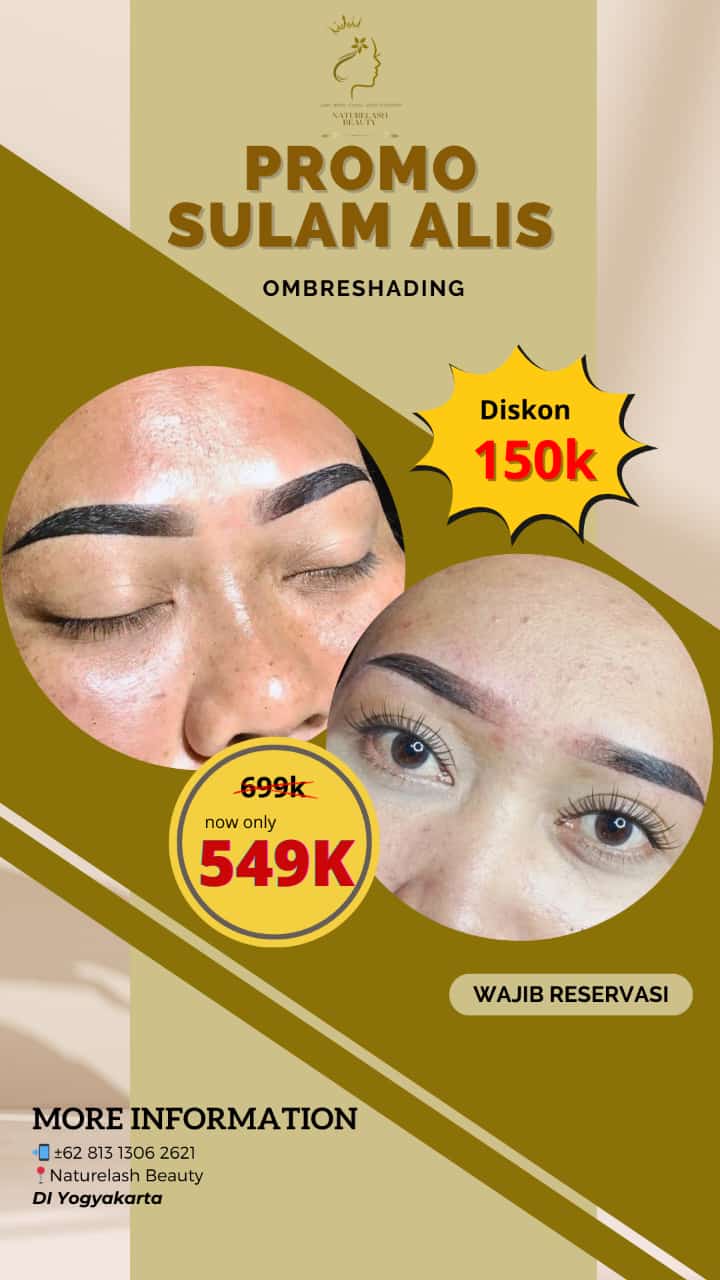 NATURELASH
BEAUTY
PROMO
SULAM ALIS
OMBRESHADING
Diskon
150k
699k
now only
549K
WAJIB RESERVASI
MORE INFORMATION
±62 813 1306 2621
Naturelash Beauty
DI Yogyakarta